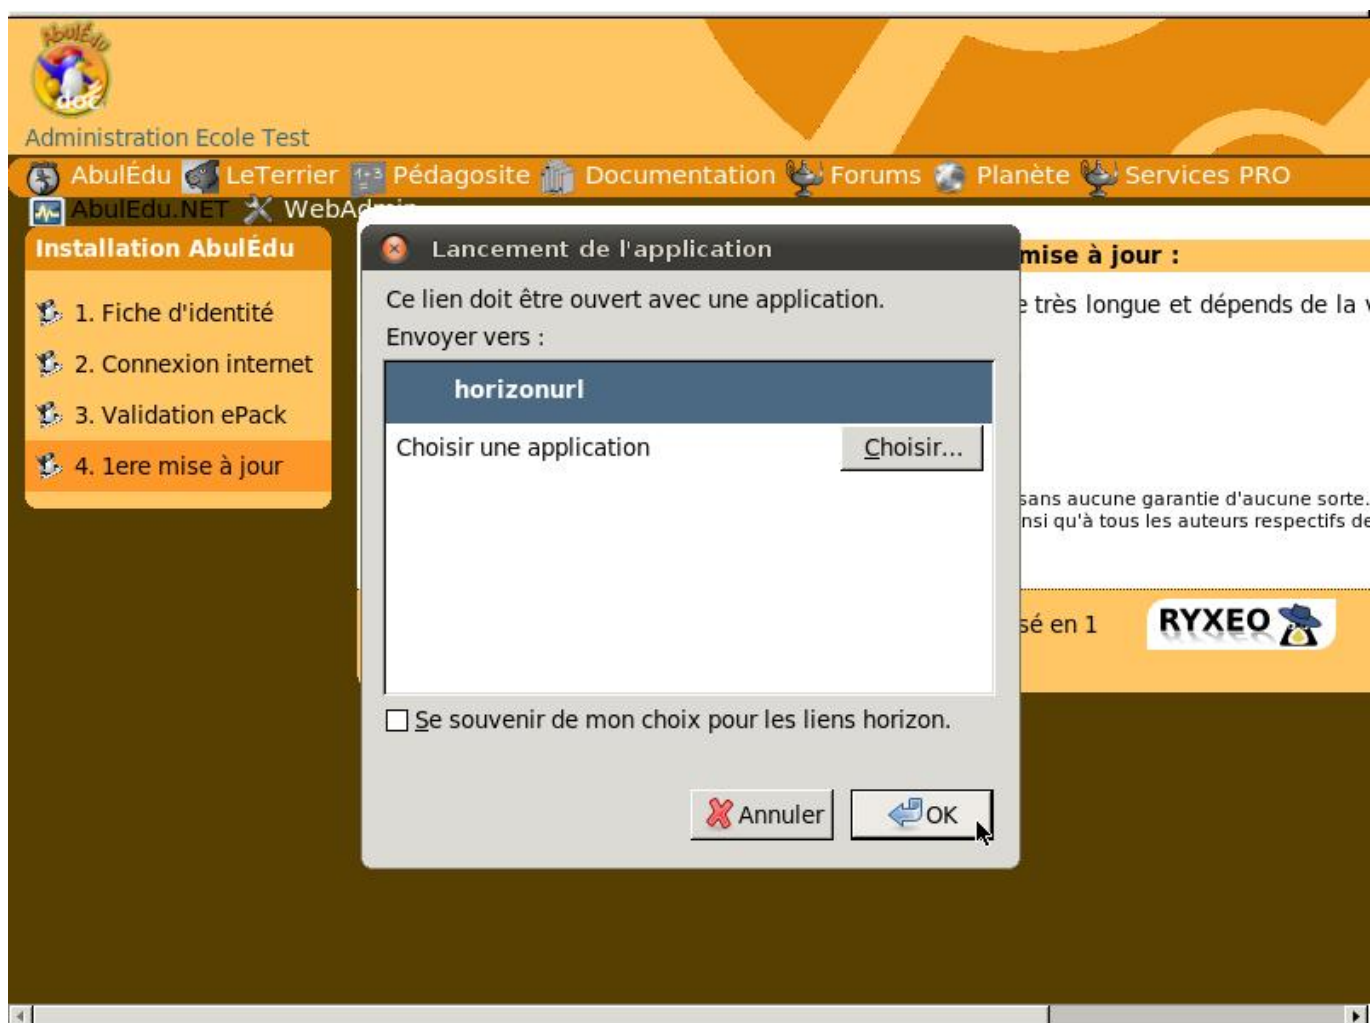 AbulÉdu
doc
Administration Ecole Test
AbulÉdu LeTerrier Pédagosite Documentation Forums Planète Services PRO
AbulEdu.NET WebAdmin
Installation AbulÉdu
1. Fiche d'identité
2. Connexion internet
3. Validation ePack
4. 1ere mise à jour
Lancement de l'application
Ce lien doit être ouvert avec une application.
Envoyer vers :
horizonurl
Choisir une application
Choisir...
Se souvenir de mon choix pour les liens horizon.
Annuler
OK
mise à jour :
très longue et dépends de la
sans aucune garantie d'aucune sorte.
nsi qu'à tous les auteurs respectifs de
sé en 1
RYXEO